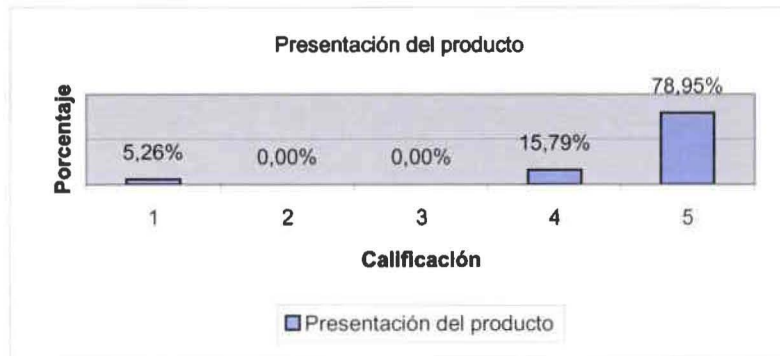 Presentación del producto
Porcentaje
5,26%
0,00%
0,00%
15,79%
78,95%
1
2
3
4
5
Calificación
Presentación del producto